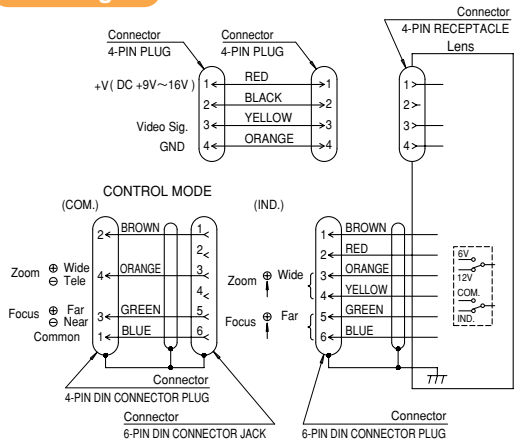 Connector
4-PIN PLUG
Connector
4-PIN PLUG
Connector
4-PIN RECEPTACLE
Lens
+V( DC +9V～16V )
1
RED
1
1
2
BLACK
2
2
Video Sig.
3
YELLOW
3
3
GND
4
ORANGE
4
4
CONTROL MODE
(COM.)
2
BROWN
1
2
Zoom ⊕ Wide
⊖ Tele
4
ORANGE
3
4
Focus ⊕ Far
⊖ Near
3
GREEN
5
Common
1
BLUE
6
(IND.)
1
BROWN
2
RED
Zoom ⊕ Wide
3
ORANGE
4
YELLOW
Focus ⊕ Far
5
GREEN
6
BLUE
6V
12V
COM.
IND.
Connector
4-PIN DIN CONNECTOR PLUG
Connector
6-PIN DIN CONNECTOR JACK
Connector
6-PIN DIN CONNECTOR PLUG